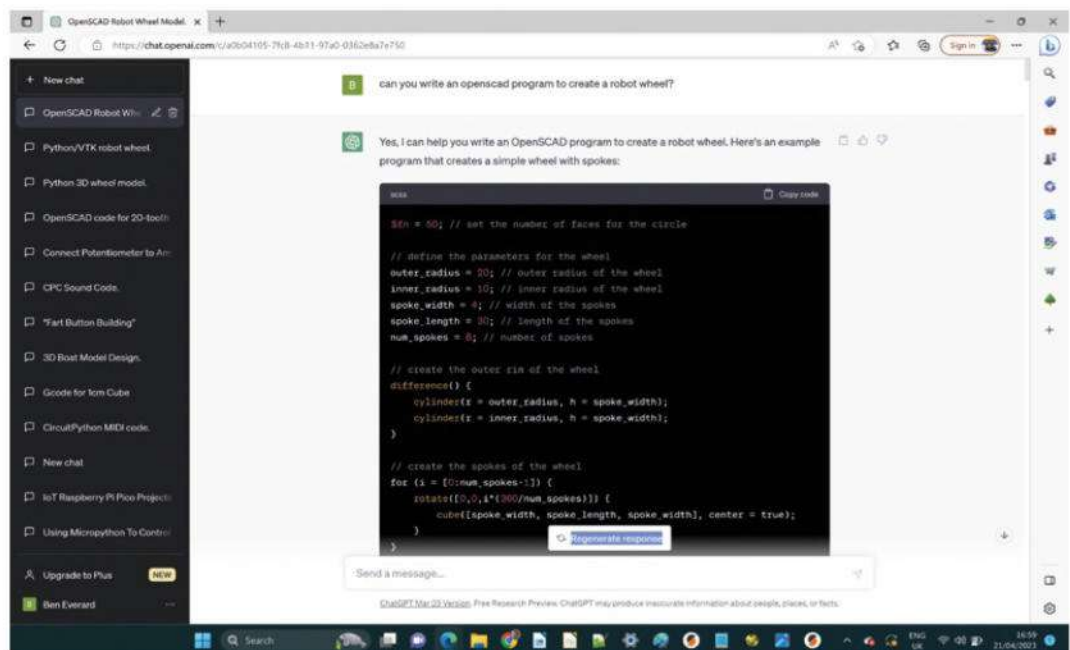 OpenSCAD Robot Wheel Model.
https://chat.openai.com/c/a0b04105-7fc8-4b11-97a0-0362e8a7e750
Sign in
New chat
OpenSCAD Robot Whe
Python/VTK robot wheel.
Python 3D wheel model.
OpenSCAD code for 20-tooth
Connect Potentiometer to Ar
CPC Sound Code.
"Fart Button Building"
3D Boat Model Design.
Gcode for 1cm Cube
CircuitPython MIDI code.
New chat
IoT Raspberry Pi Pico Projects
Using Micropython To Control
Upgrade to Plus
NEW
B
Ben Everard
B
can you write an openscad program to create a robot wheel?
Yes, I can help you write an OpenSCAD program to create a robot wheel. Here's an example
program that creates a simple wheel with spokes:
Copy code
$fn = 50; // set the number of faces for the circle
// define the parameters for the wheel
outer_radius = 20; // outer radius of the wheel
inner_radius = 10; // inner radius of the wheel
spoke_width = 4; // width of the spokes
spoke_length = 30; // length of the spokes
num_spokes = 8; // number of spokes
// create the outer rim of the wheel
difference() {
cylinder(r = outer_radius, h = spoke_width);
cylinder(r = inner_radius, h = spoke_width);
}
// create the spokes of the wheel
for (i = [0:num_spokes-1]) {
rotate([0,0,i*(360/num_spokes)]) {
cube([spoke_width, spoke_length, spoke_width], center = true);
}
}
Regenerate response
Send a message...
ChatGPT Mar 23 Version. Free Research Preview. ChatGPT may produce inaccurate information about people, places, or facts.
Search
ENG
UK
16:59
21/04/2023